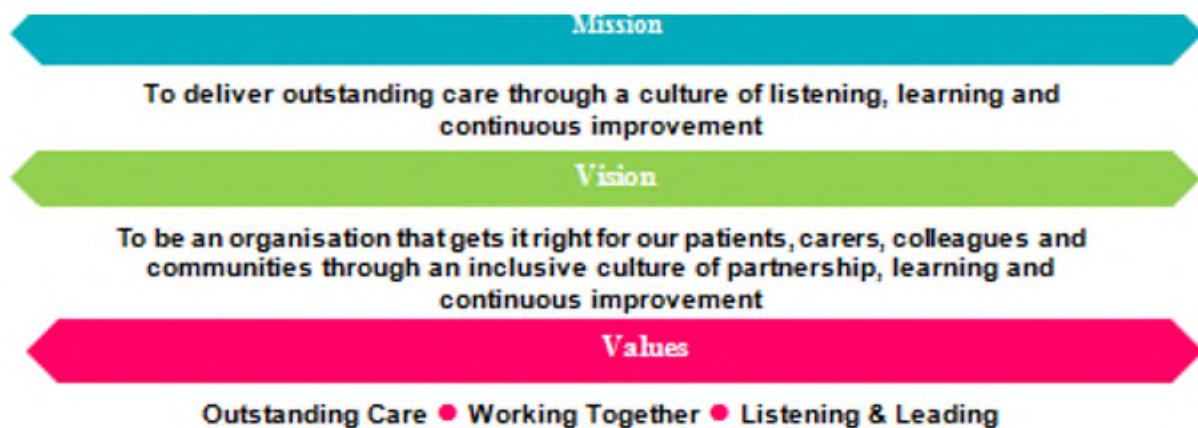 Mission
To deliver outstanding care through a culture of listening, learning and
continuous improvement
Vision
To be an organisation that gets it right for our patients, carers, colleagues and
communities through an inclusive culture of partnership, learning and
continuous improvement
Values
Outstanding Care ● Working Together ● Listening & Leading